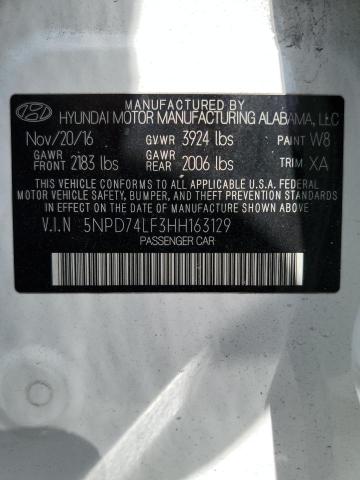 MANUFACTURED BY
HYUNDAI MOTOR MANUFACTURING ALABAMA, LLC
Nov/20/16 GVWR 3924 lbs PAINT W8
GAWR FRONT 2183 lbs GAWR REAR 2006 lbs TRIM XA
THIS VEHICLE CONFORMS TO ALL APPLICABLE U.S.A FEDERAL
MOTOR VEHICLE SAFETY, BUMPER, AND THEFT PREVENTION
STANDARDS IN EFFECT ON THE DATE OF MANUFACTURE SHOWN ABOVE.
V.I.N 5NPD74LF3HH163129
PASSENGER CAR